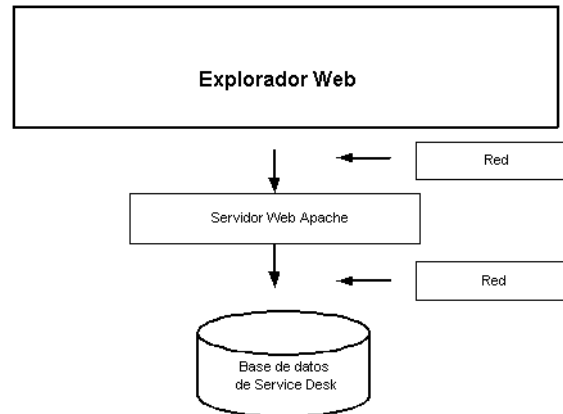 Explorador Web
Red
Servidor Web Apache
Red
Base de datos
de Service Desk